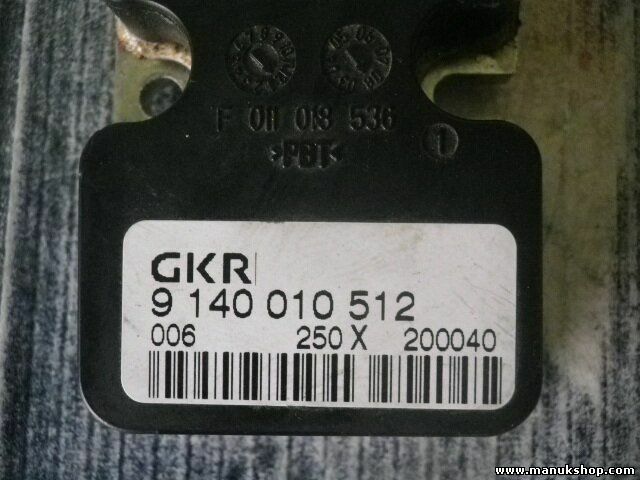 F 011 018 536
>PBT<
1
GKR
9 140 010 512
006 250 X 200040
www.manukshop.com